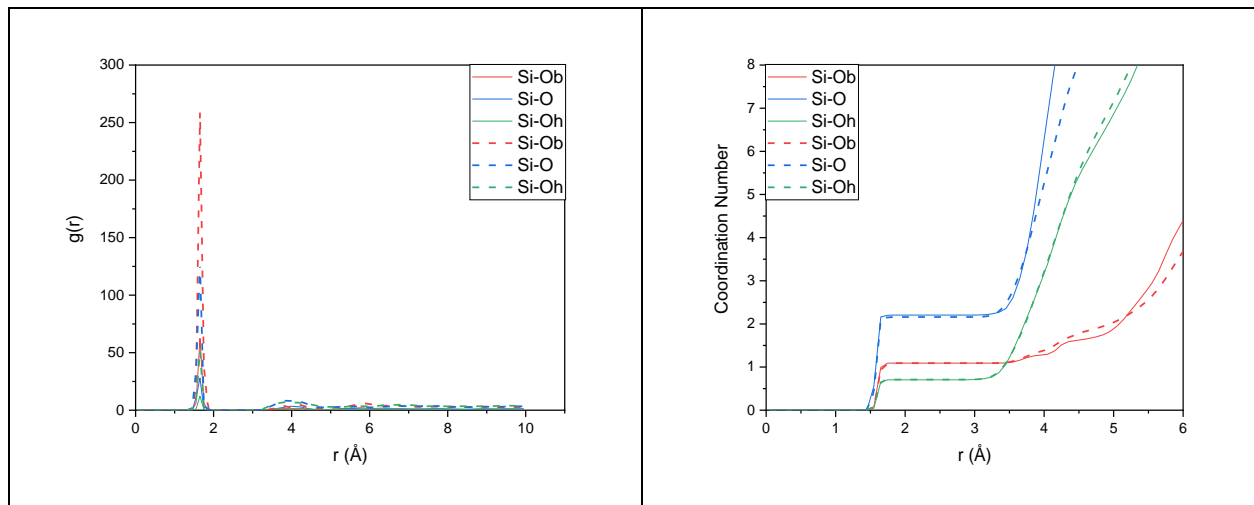 300
250
200
150
100
50
0
g(r)
Si-Ob
Si-O
Si-Oh
Si-Ob
Si-O
Si-Oh
0 2 4 6 8 10
r (Å)
8
7
6
5
4
3
2
1
0
Coordination Number
Si-Ob
Si-O
Si-Oh
Si-Ob
Si-O
Si-Oh
0 1 2 3 4 5 6
r (Å)